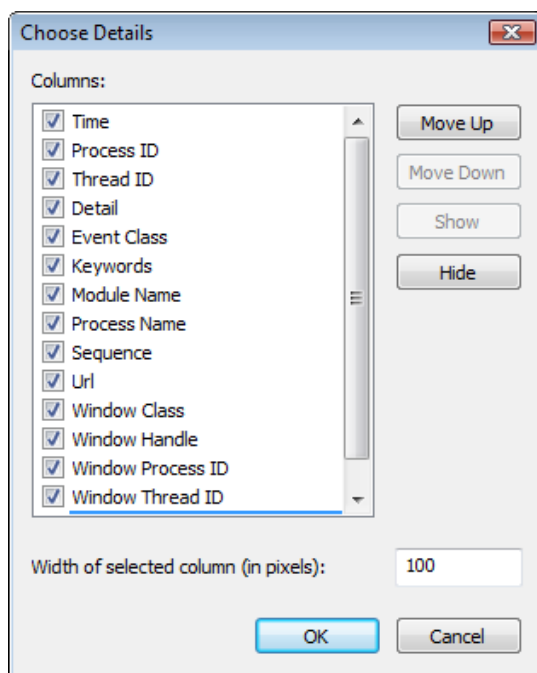 Choose Details
Columns:
Time
Process ID
Thread ID
Detail
Event Class
Keywords
Module Name
Process Name
Sequence
Url
Window Class
Window Handle
Window Process ID
Window Thread ID
Move Up
Move Down
Show
Hide
Width of selected column (in pixels): 100
OK Cancel